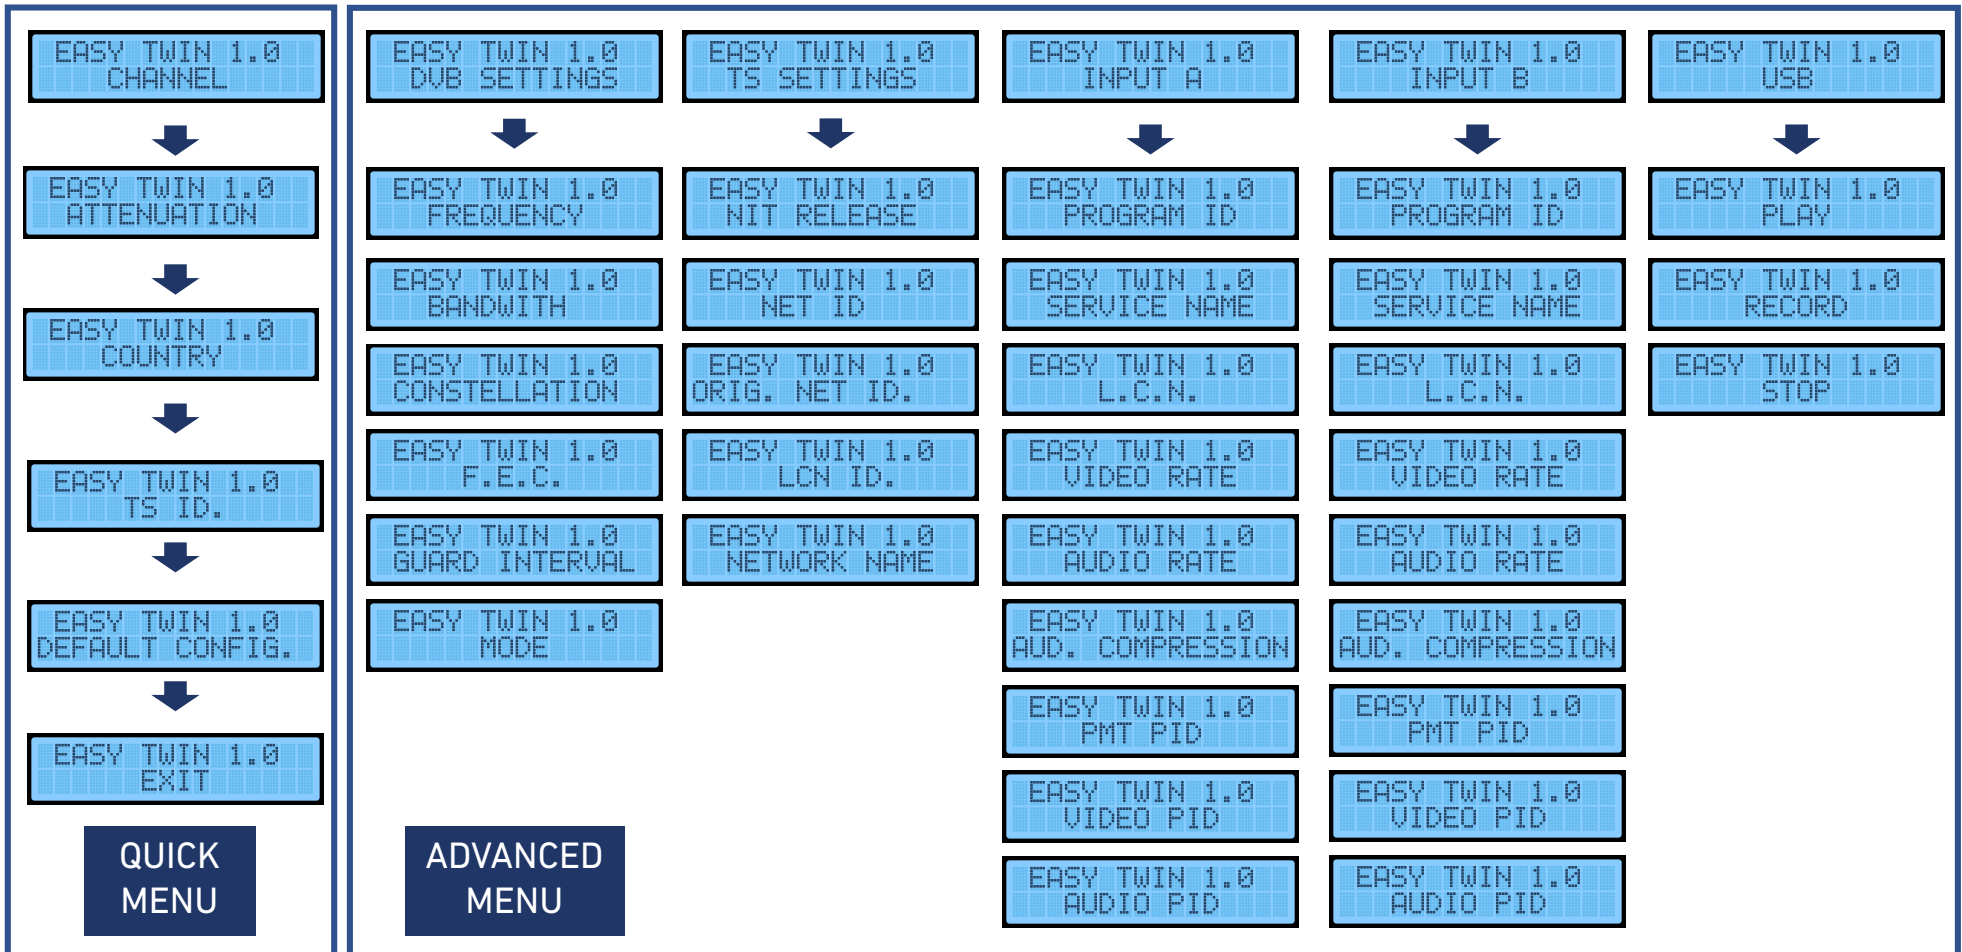 EASY TWIN 1.0
CHANNEL
EASY TWIN 1.0
ATTENUATION
EASY TWIN 1.0
COUNTRY
EASY TWIN 1.0
TS ID.
EASY TWIN 1.0
DEFAULT CONFIG.
EASY TWIN 1.0
EXIT
QUICK
MENU
EASY TWIN 1.0
DVB SETTINGS
EASY TWIN 1.0
FREQUENCY
EASY TWIN 1.0
BANDWITH
EASY TWIN 1.0
CONSTELLATION
EASY TWIN 1.0
F.E.C.
EASY TWIN 1.0
GUARD INTERVAL
EASY TWIN 1.0
MODE
ADVANCED
MENU
EASY TWIN 1.0
TS SETTINGS
EASY TWIN 1.0
NIT RELEASE
EASY TWIN 1.0
NET ID
EASY TWIN 1.0
ORIG. NET ID.
EASY TWIN 1.0
LCN ID.
EASY TWIN 1.0
NETWORK NAME
EASY TWIN 1.0
INPUT A
EASY TWIN 1.0
PROGRAM ID
EASY TWIN 1.0
SERVICE NAME
EASY TWIN 1.0
L.C.N.
EASY TWIN 1.0
VIDEO RATE
EASY TWIN 1.0
AUDIO RATE
EASY TWIN 1.0
AUD. COMPRESSION
EASY TWIN 1.0
PMT PID
EASY TWIN 1.0
VIDEO PID
EASY TWIN 1.0
AUDIO PID
EASY TWIN 1.0
INPUT B
EASY TWIN 1.0
PROGRAM ID
EASY TWIN 1.0
SERVICE NAME
EASY TWIN 1.0
L.C.N.
EASY TWIN 1.0
VIDEO RATE
EASY TWIN 1.0
AUDIO RATE
EASY TWIN 1.0
AUD. COMPRESSION
EASY TWIN 1.0
PMT PID
EASY TWIN 1.0
VIDEO PID
EASY TWIN 1.0
AUDIO PID
EASY TWIN 1.0
USB
EASY TWIN 1.0
PLAY
EASY TWIN 1.0
RECORD
EASY TWIN 1.0
STOP